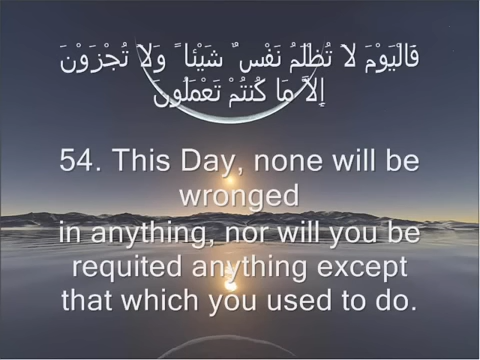 فَالْيَوْمَ لَا تُظْلَمُ نَفْسٌ شَيْئاً وَلَا تُجْزَوْنَ
إِلَّا مَا كُنتُمْ تَعْمَلُونَ
54. This Day, none will be
wronged
in anything, nor will you be
requited anything except
that which you used to do.